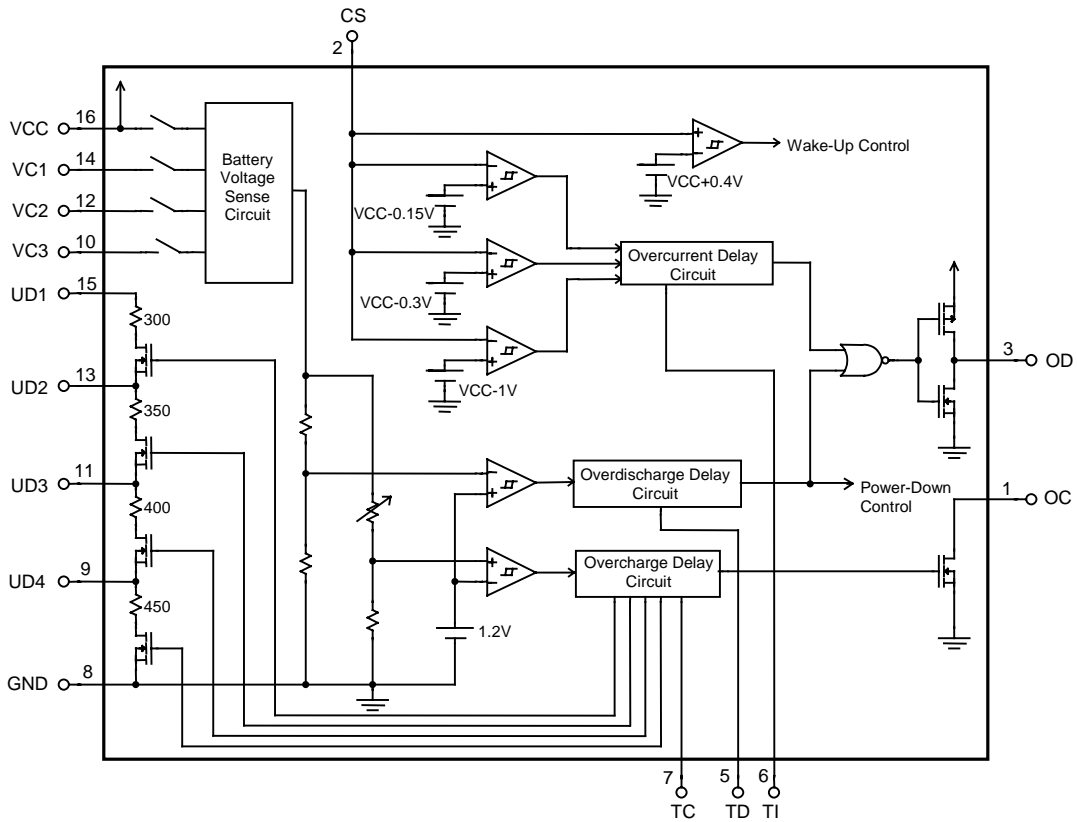 CS
2
VCC
16
VC1
14
VC2
12
VC3
10
Battery
Voltage
Sense
Circuit
Wake-Up Control
VCC+0.4V
VCC-0.15V
VCC-0.3V
VCC-1V
Overcurrent Delay
Circuit
UD1
15
300
UD2
13
350
UD3
11
400
UD4
9
450
GND
8
3
OD
Overdischarge Delay
Circuit
Power-Down
Control
1
OC
Overcharge Delay
Circuit
1.2V
7
TC
5
TD
6
TI